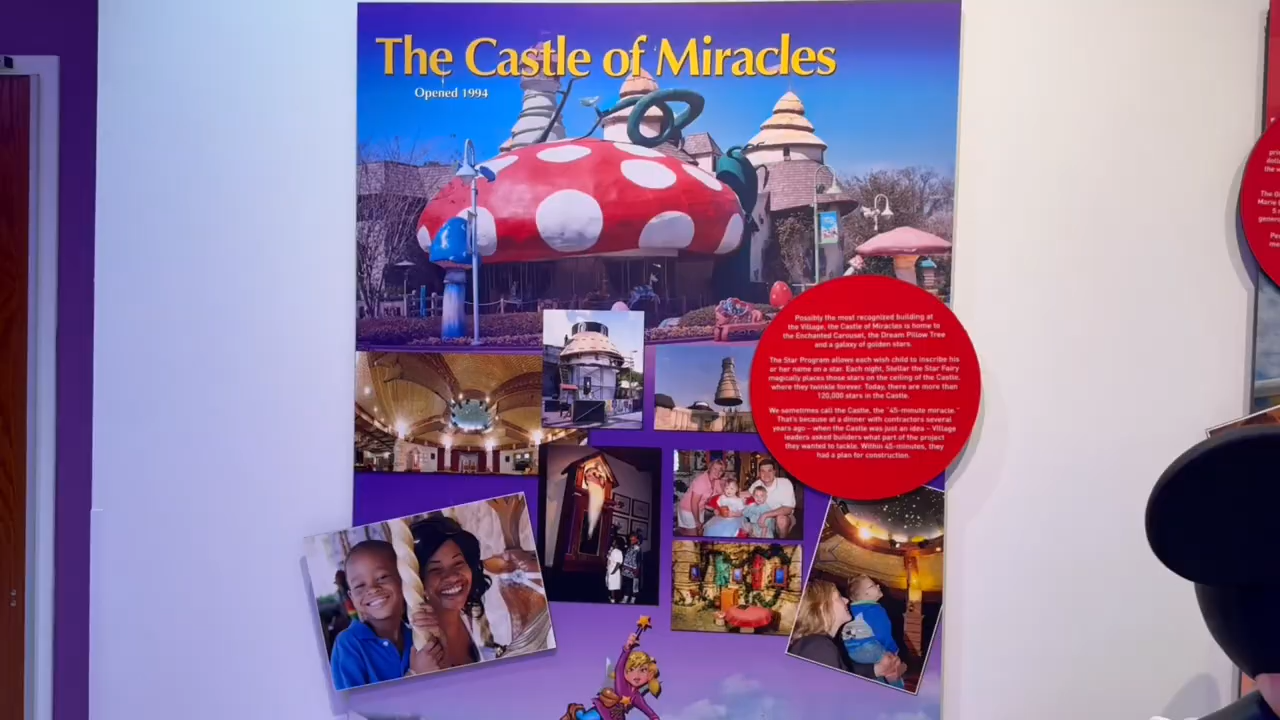 The Castle of Miracles
Opened 1994
Possibly the most recognized building at
the Village, the Castle of Miracles is home to
the Enchanted Carousel, the Dream Pillow Tree
and a galaxy of golden stars.
The Star Program allows each wish child to inscribe his
or her name on a star. Each night, Stellar the Star Fairy
magically places those stars on the ceiling of the Castle,
where they twinkle forever. Today, there are more than
120,000 stars in the Castle.
We sometimes call the Castle, the "45-minute miracle."
That's because at a dinner with contractors several
years ago – when the Castle was just an idea – Village
leaders asked builders what part of the project
they wanted to tackle. Within 45-minutes, they
had a plan for construction.